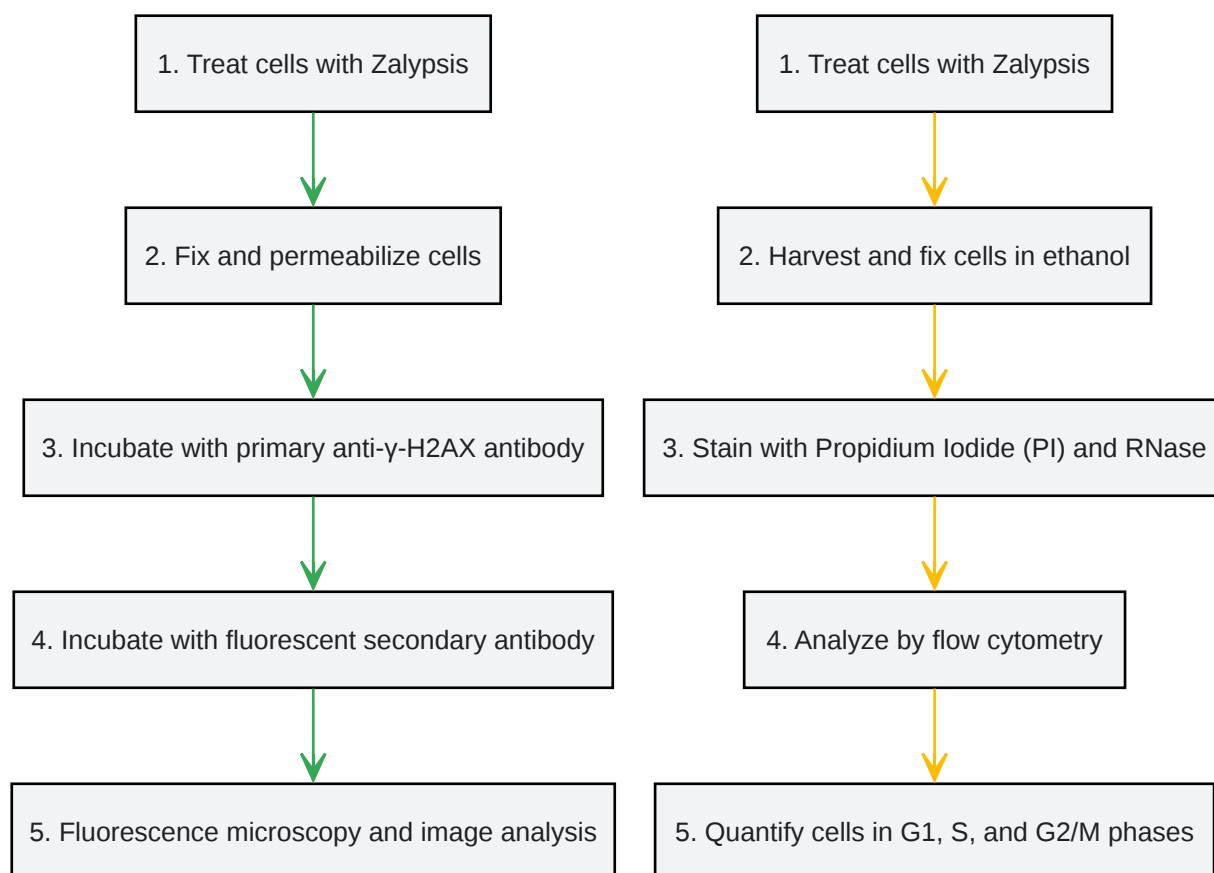 1. Treat cells with Zalypsis
2. Fix and permeabilize cells
3. Incubate with primary anti-γ-H2AX antibody
4. Incubate with fluorescent secondary antibody
5. Fluorescence microscopy and image analysis
1. Treat cells with Zalypsis
2. Harvest and fix cells in ethanol
3. Stain with Propidium Iodide (PI) and RNase
4. Analyze by flow cytometry
5. Quantify cells in G1, S, and G2/M phases